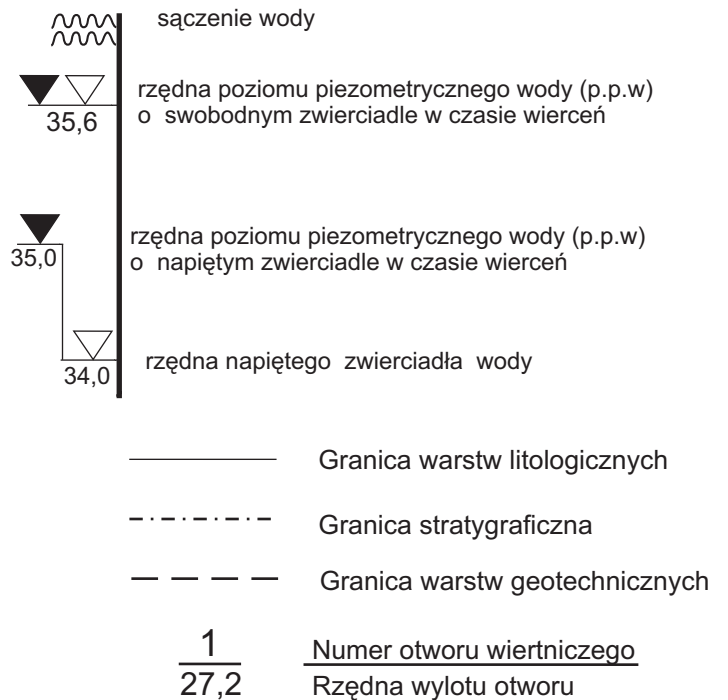 sączenie wody
rzędna poziomu piezometrycznego wody (p.p.w)
35,6
o swobodnym zwierciadle w czasie wierceń
35,0
rzędna poziomu piezometrycznego wody (p.p.w)
o napiętym zwierciadle w czasie wierceń
34,0
rzędna napiętego zwierciadła wody
Granica warstw litologicznych
Granica stratygraficzna
Granica warstw geotechnicznych
1
Numer otworu wiertniczego
27,2
Rzędna wylotu otworu